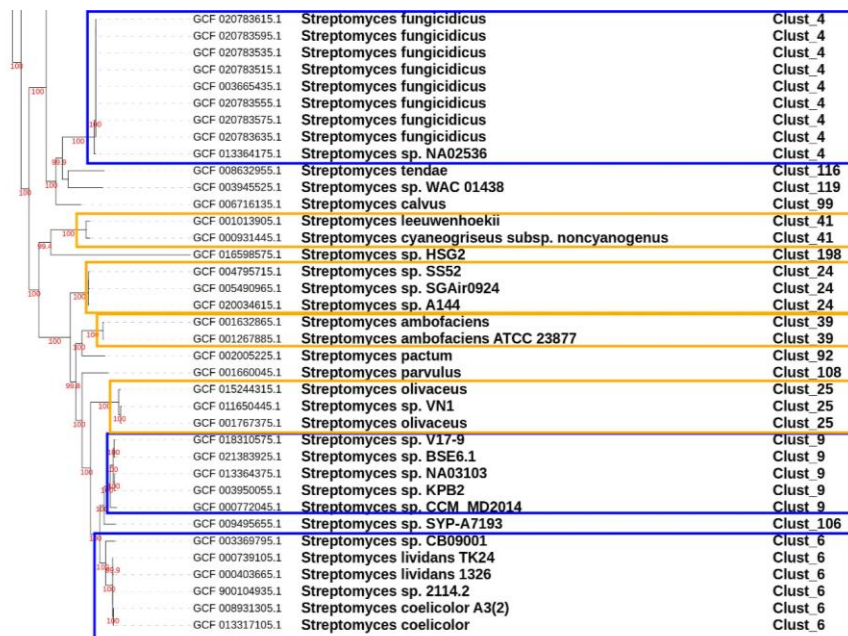 GCF 020783615.1 Streptomyces fungicidicus Clust_4
GCF 020783595.1 Streptomyces fungicidicus Clust_4
GCF 020783535.1 Streptomyces fungicidicus Clust_4
GCF 020783515.1 Streptomyces fungicidicus Clust_4
GCF 003665435.1 Streptomyces fungicidicus Clust_4
GCF 020783555.1 Streptomyces fungicidicus Clust_4
GCF 020783575.1 Streptomyces fungicidicus Clust_4
GCF 020783635.1 Streptomyces fungicidicus Clust_4
GCF 013364175.1 Streptomyces sp. NA02536 Clust_4
GCF 008632955.1 Streptomyces tendae Clust_116
GCF 003945525.1 Streptomyces sp. WAC 01438 Clust_119
GCF 006716135.1 Streptomyces calvus Clust_99
GCF 001013905.1 Streptomyces leeuwenhoekii Clust_41
GCF 000931445.1 Streptomyces cyaneogriseus subsp. noncyanogenus Clust_41
GCF 016598575.1 Streptomyces sp. HSG2 Clust_198
GCF 004795715.1 Streptomyces sp. SS52 Clust_24
GCF 005490965.1 Streptomyces sp. SGAir0924 Clust_24
GCF 020034615.1 Streptomyces sp. A144 Clust_24
GCF 001632865.1 Streptomyces ambofaciens Clust_39
GCF 001267885.1 Streptomyces ambofaciens ATCC 23877 Clust_39
GCF 002005225.1 Streptomyces pactum Clust_92
GCF 001660045.1 Streptomyces parvulus Clust_108
GCF 015244315.1 Streptomyces olivaceus Clust_25
GCF 011650445.1 Streptomyces sp. VN1 Clust_25
GCF 001767375.1 Streptomyces olivaceus Clust_25
GCF 018310575.1 Streptomyces sp. V17-9 Clust_9
GCF 021383925.1 Streptomyces sp. BSE6.1 Clust_9
GCF 013364375.1 Streptomyces sp. NA03103 Clust_9
GCF 003950055.1 Streptomyces sp. KPB2 Clust_9
GCF 000772045.1 Streptomyces sp. CCM_MD2014 Clust_9
GCF 009495655.1 Streptomyces sp. SYP-A7193 Clust_106
GCF 003369795.1 Streptomyces sp. CB09001 Clust_6
GCF 000739105.1 Streptomyces lividans TK24 Clust_6
GCF 000403665.1 Streptomyces lividans 1326 Clust_6
GCF 900104935.1 Streptomyces sp. 2114.2 Clust_6
GCF 008931305.1 Streptomyces coelicolor A3(2) Clust_6
GCF 013317105.1 Streptomyces coelicolor Clust_6